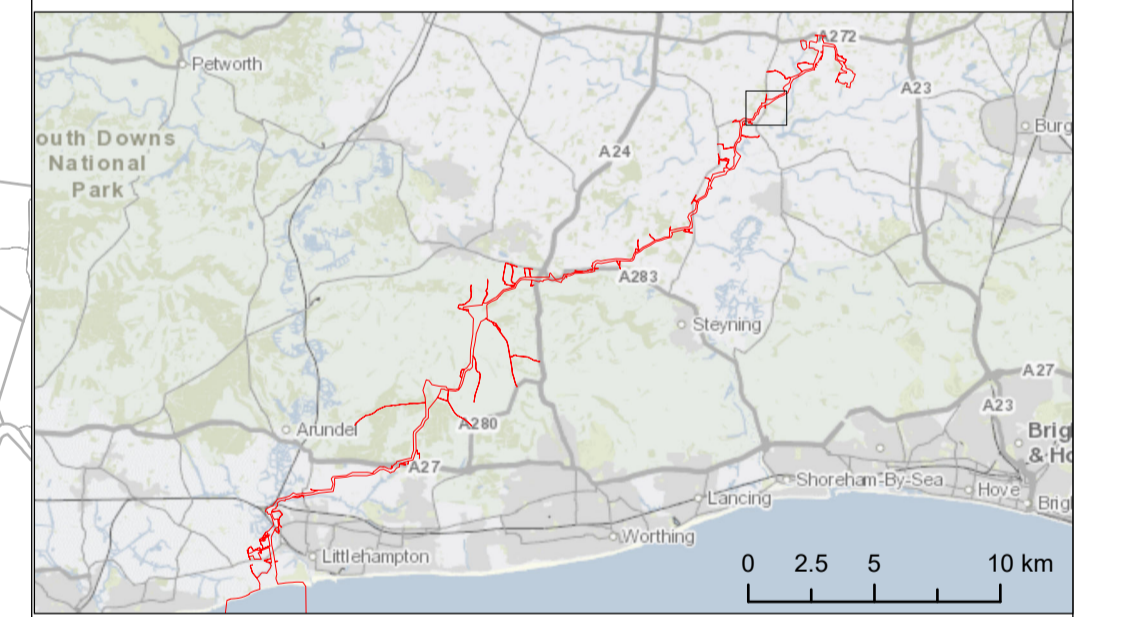 A272
Petworth
A23
Burg
outh Downs
National
Park
A24
A283
Steyning
A27
A23
Arundel
A280
Brig
& Ho
A27
Shoreham-By-Sea
Hove
Lancing
Brig
Worthing
Littlehampton
0 2.5 5 10 km